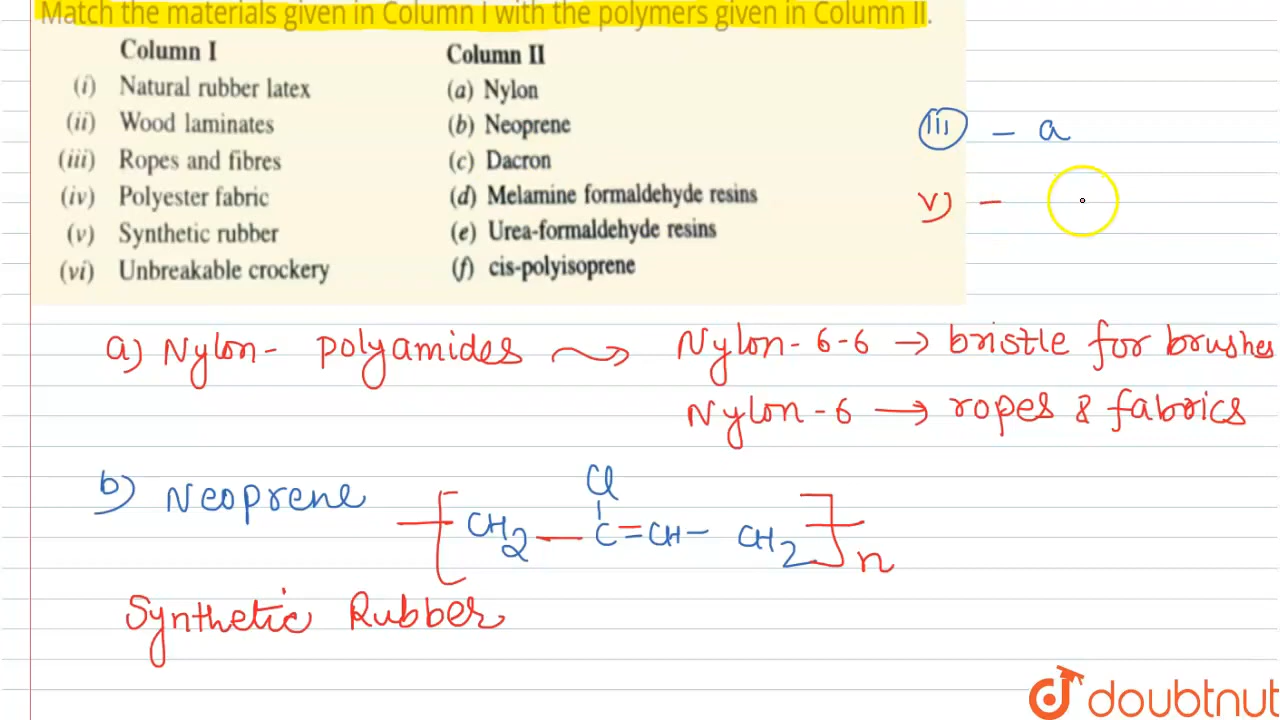 Match the materials given in Column I with the polymers given in Column II.
Column I Column II
(i) Natural rubber latex (a) Nylon
(ii) Wood laminates (b) Neoprene
(iii) Ropes and fibres (c) Dacron
(iv) Polyester fabric (d) Melamine formaldehyde resins
(v) Synthetic rubber (e) Urea-formaldehyde resins
(vi) Unbreakable crockery (f) cis-polyisoprene
iii - a
v) -
a) Nylon- polyamides → Nylon-6-6 → bristle for brushes
Nylon-6 → ropes & fabrics
b) Neoprene [CH2 - C = CH - CH2]n
Cl
Synthetic Rubber
doubtnut